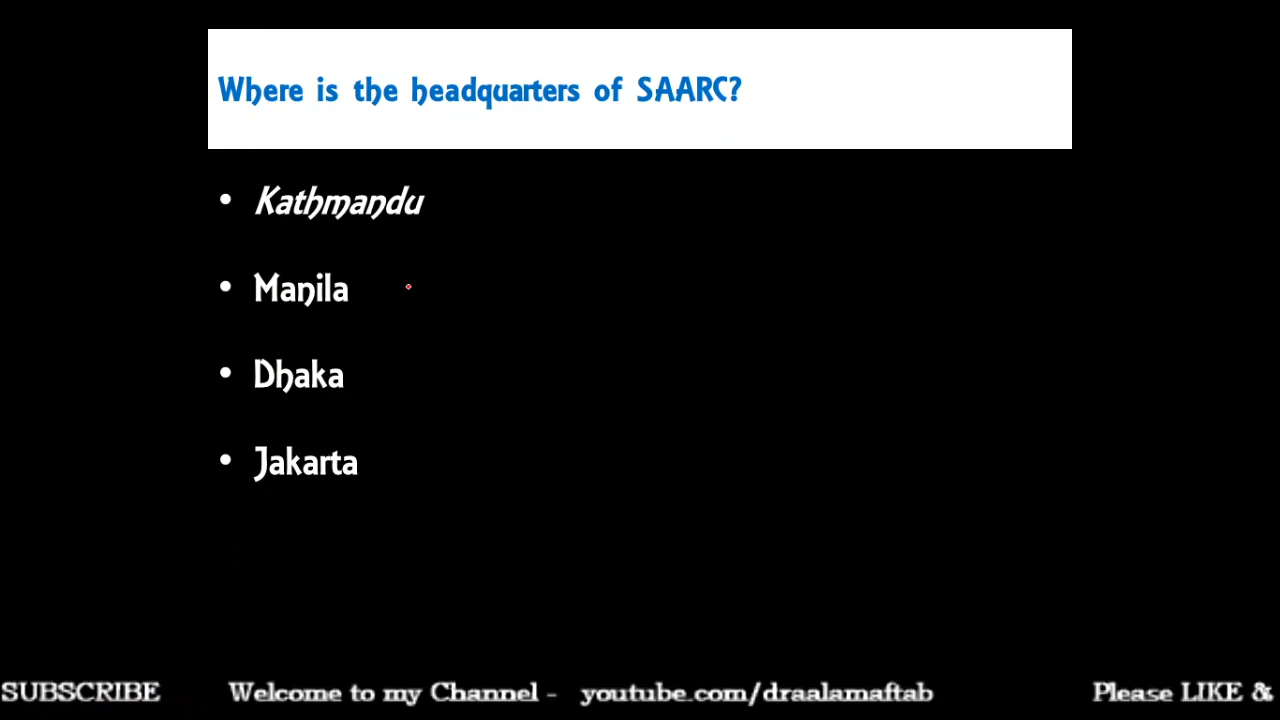 Where is the headquarters of SAARC?
• Kathmandu
• Manila
• Dhaka
• Jakarta
SUBSCRIBE Welcome to my Channel - youtube.com/draalamaftab Please LIKE &